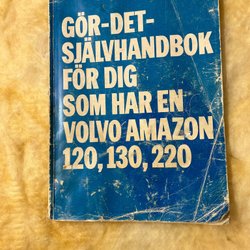 GÖR-DET-
SJÄLVHANDBOK
FÖR DIG
SOM HAR EN
VOLVO AMAZON
120, 130, 220